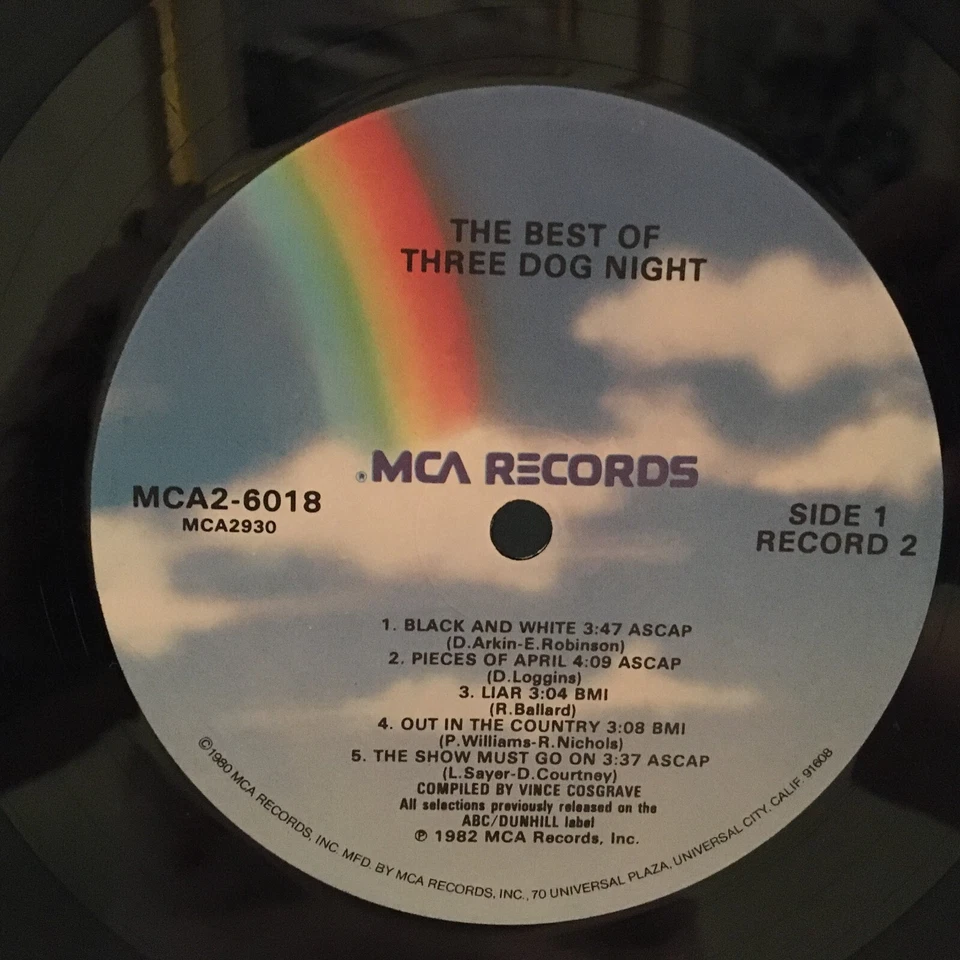 THE BEST OF
THREE DOG NIGHT
® MCA RECORDS
MCA2-6018
MCA2930
SIDE 1
RECORD 2
1. BLACK AND WHITE 3:47 ASCAP
(D.Arkin-E.Robinson)
2. PIECES OF APRIL 4:09 ASCAP
(D.Loggins)
3. LIAR 3:04 BMI
(R.Ballard)
4. OUT IN THE COUNTRY 3:08 BMI
(P.Williams-R.Nichols)
5. THE SHOW MUST GO ON 3:37 ASCAP
(L.Sayer-D.Courtney)
COMPILED BY VINCE COSGRAVE
All selections previously released on the
ABC/DUNHILL label
℗ 1982 MCA Records, Inc.
©1980 MCA RECORDS, INC. MFD. BY MCA RECORDS, INC., 70 UNIVERSAL PLAZA, UNIVERSAL CITY, CALIF. 91608